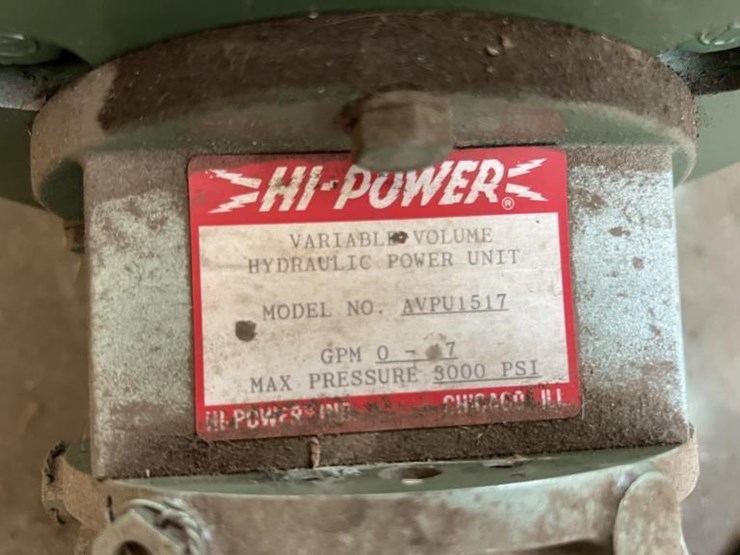 HI-POWER®
VARIABLE VOLUME
HYDRAULIC POWER UNIT
MODEL NO. AVPU1517
GPM 0 - 7
MAX PRESSURE 3000 PSI
HI-POWER® CHICAGO, ILL